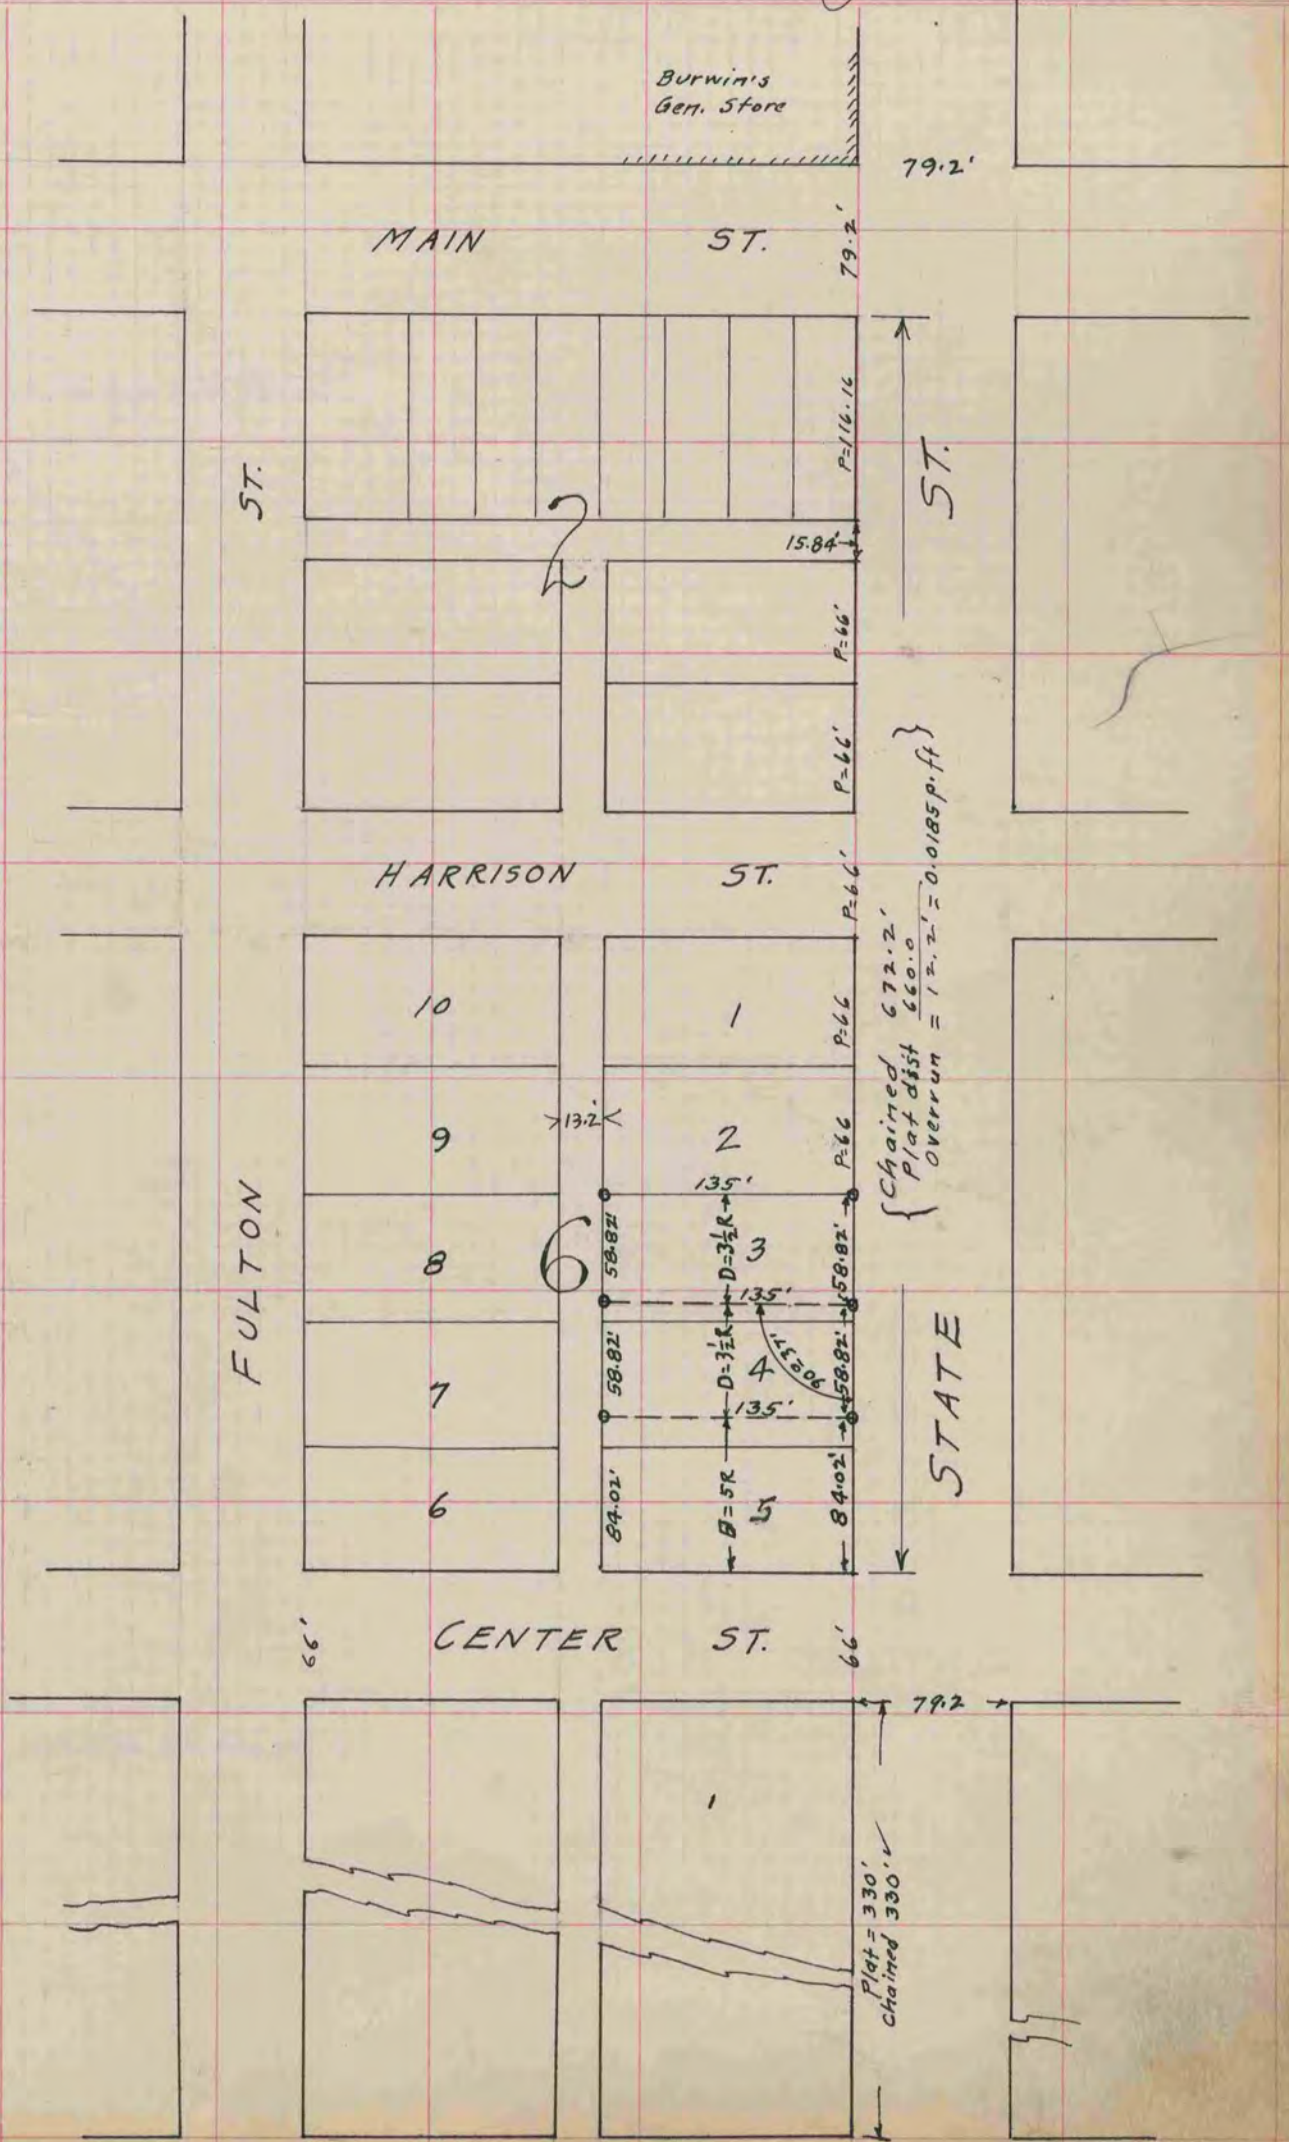 Burwin's
Gen. Store
79.2'
79.2'
MAIN ST.
P=116.16
ST.
ST.
2
15.84'
P=66'
P=66'
HARRISON ST.
P=66'
{Chained 672.2'
Plat dist 660.0
Overrun = 12.2' = 0.0185 p. ft}
10
1
P=66
9
13.2'
2
P=66
135'
FULTON
8
6
58.82'
D=3½R
3
58.82'
135'
STATE
7
58.82'
D=3½R
4
90°37'
58.82'
135'
6
84.02'
D=5R
5
84.02'
66'
CENTER ST.
66'
79.2
1
Plat = 330'
Chained 330' ✓